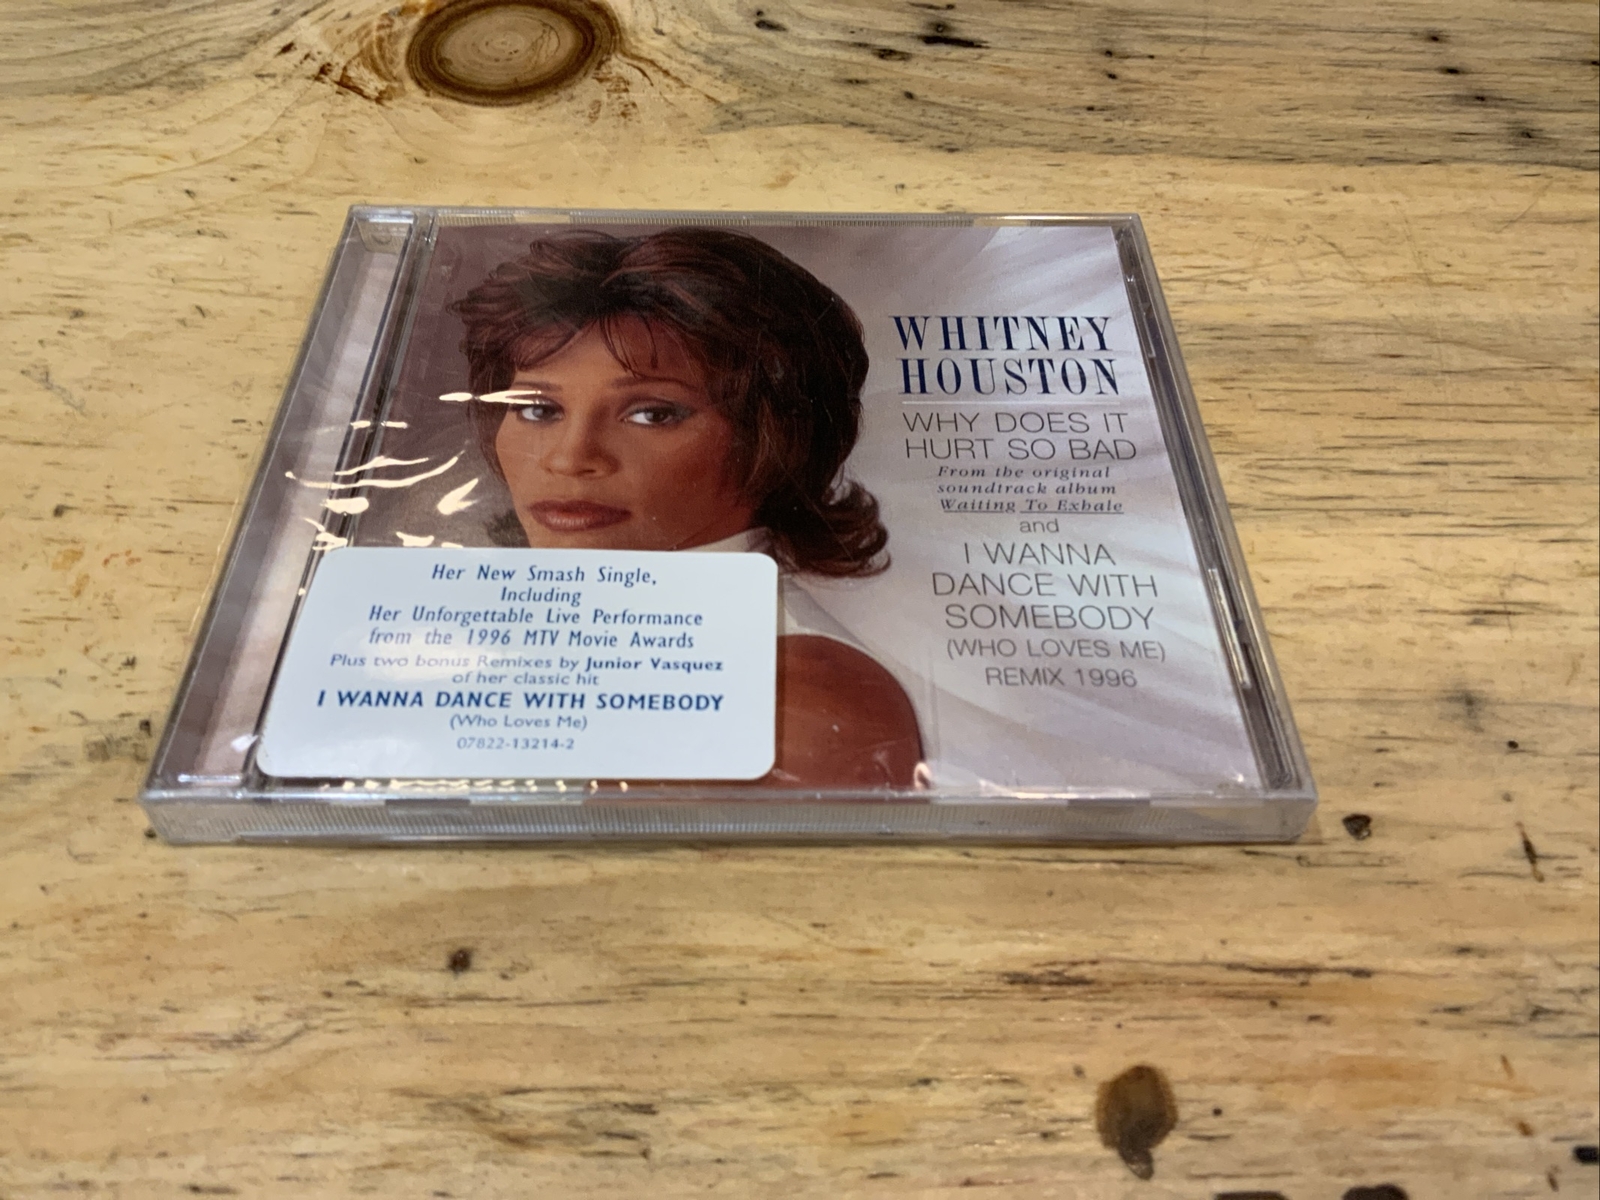 WHITNEY
HOUSTON
WHY DOES IT
HURT SO BAD
From the original
soundtrack album
Waiting To Exhale
and
I WANNA
DANCE WITH
SOMEBODY
(WHO LOVES ME)
REMIX 1996
Her New Smash Single,
Including
Her Unforgettable Live Performance
from the 1996 MTV Movie Awards
Plus two bonus Remixes by Junior Vasquez
of her classic hit
I WANNA DANCE WITH SOMEBODY
(Who Loves Me)
07822-13214-2